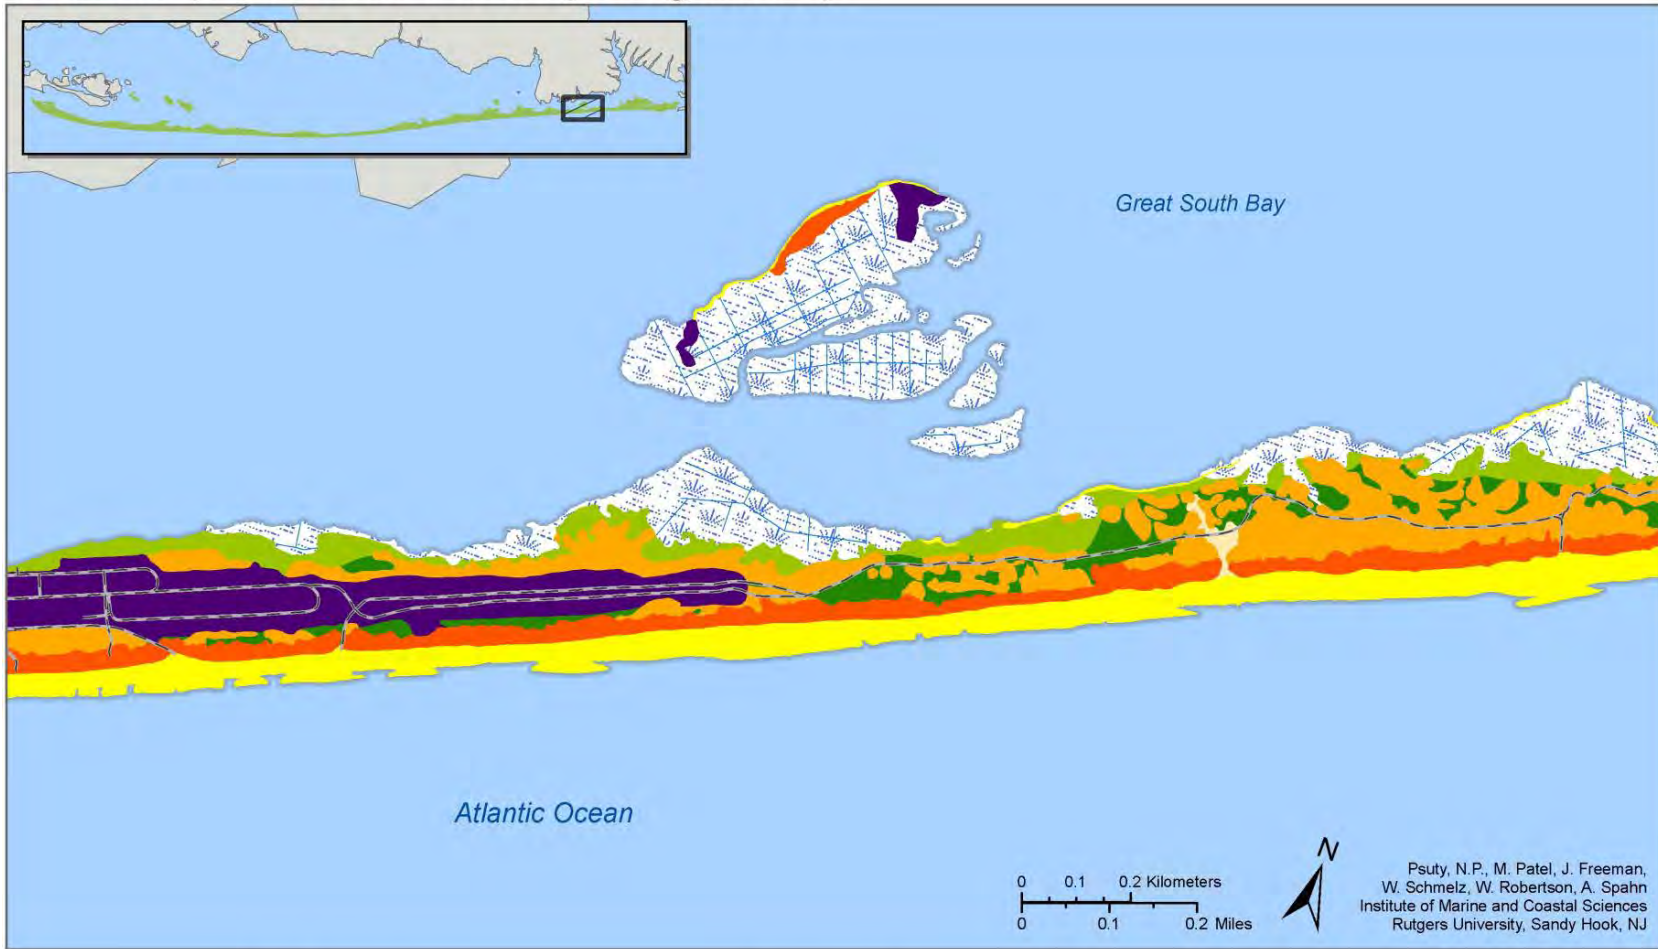 Great South Bay
Atlantic Ocean
0 0.1 0.2 Kilometers
0 0.1 0.2 Miles
N
Psuty, N.P., M. Patel, J. Freeman,
W. Schmelz, W. Robertson, A. Spahn
Institute of Marine and Coastal Sciences
Rutgers University, Sandy Hook, NJ